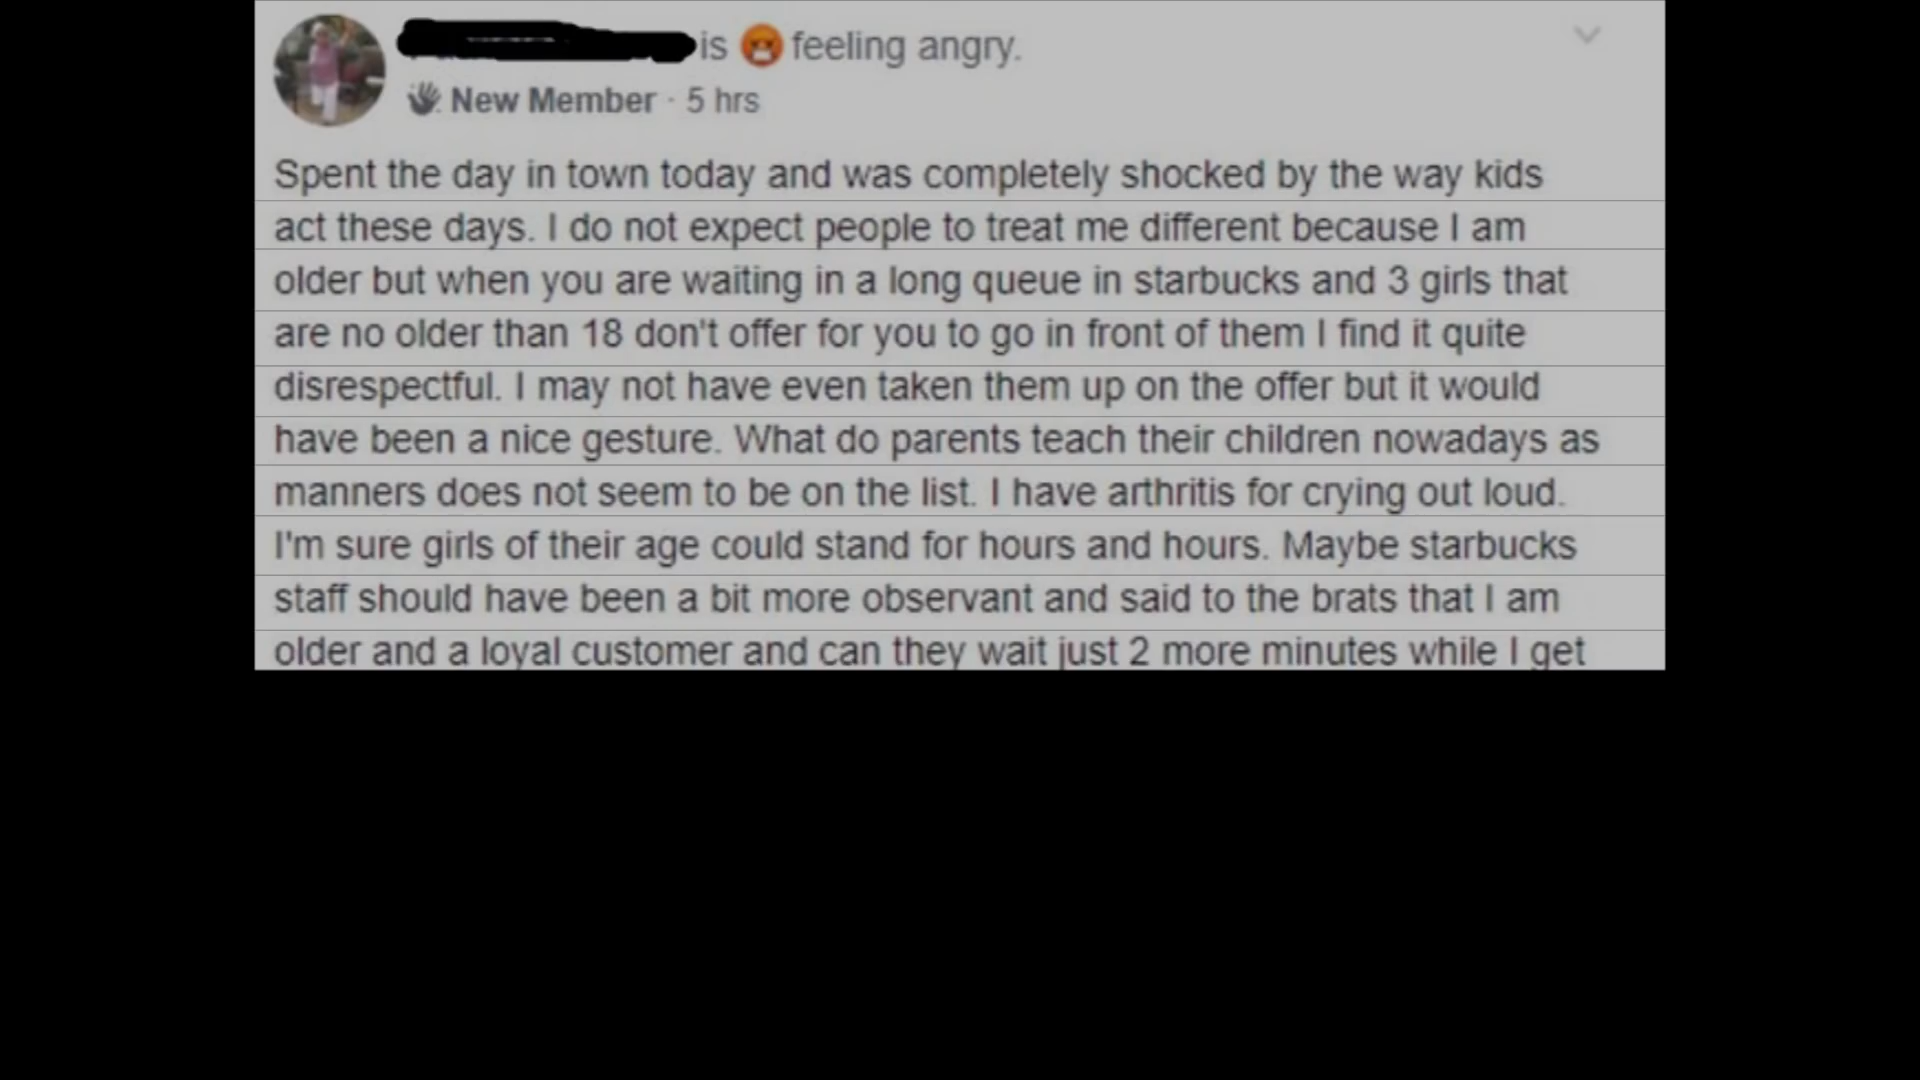 is feeling angry.
New Member · 5 hrs
Spent the day in town today and was completely shocked by the way kids
act these days. I do not expect people to treat me different because I am
older but when you are waiting in a long queue in starbucks and 3 girls that
are no older than 18 don't offer for you to go in front of them I find it quite
disrespectful. I may not have even taken them up on the offer but it would
have been a nice gesture. What do parents teach their children nowadays as
manners does not seem to be on the list. I have arthritis for crying out loud.
I'm sure girls of their age could stand for hours and hours. Maybe starbucks
staff should have been a bit more observant and said to the brats that I am
older and a loyal customer and can they wait just 2 more minutes while I get